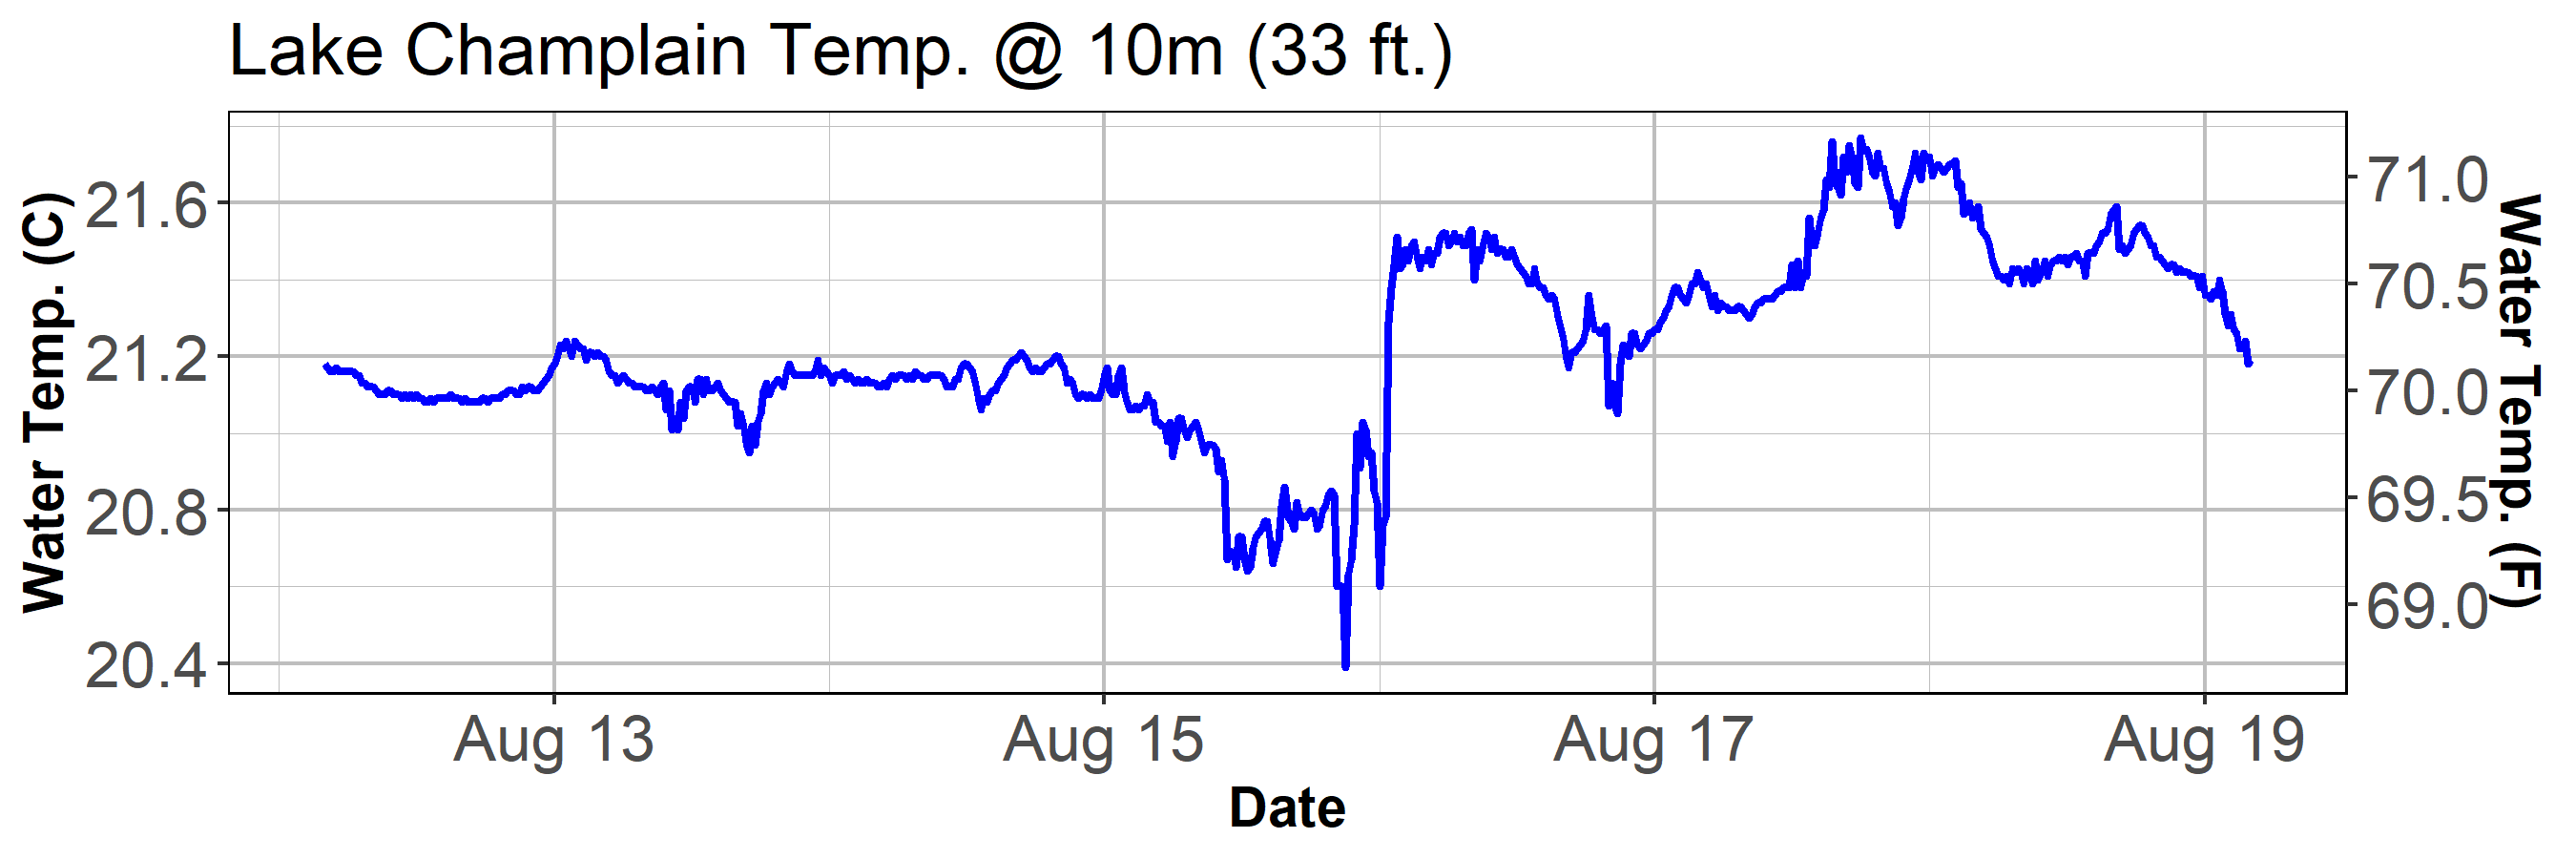 Lake Champlain Temp. @ 10m (33 ft.)
Water Temp. (C)
21.6
21.2
20.8
20.4
71.0
70.5
70.0
69.5
69.0
Water Temp. (F)
Aug 13
Aug 15
Aug 17
Aug 19
Date